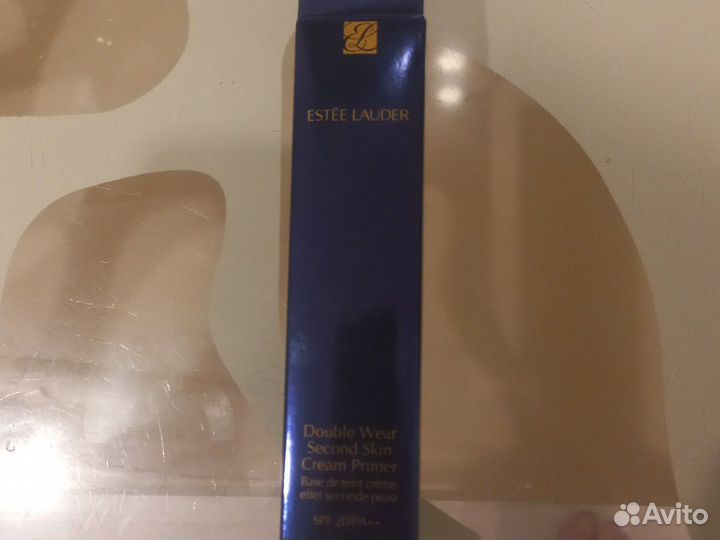 ESTĒE LAUDER
Double Wear
Second Skin
Cream Primer
Base de teint crème
effet seconde peau
SPF 20/PA++
Avito